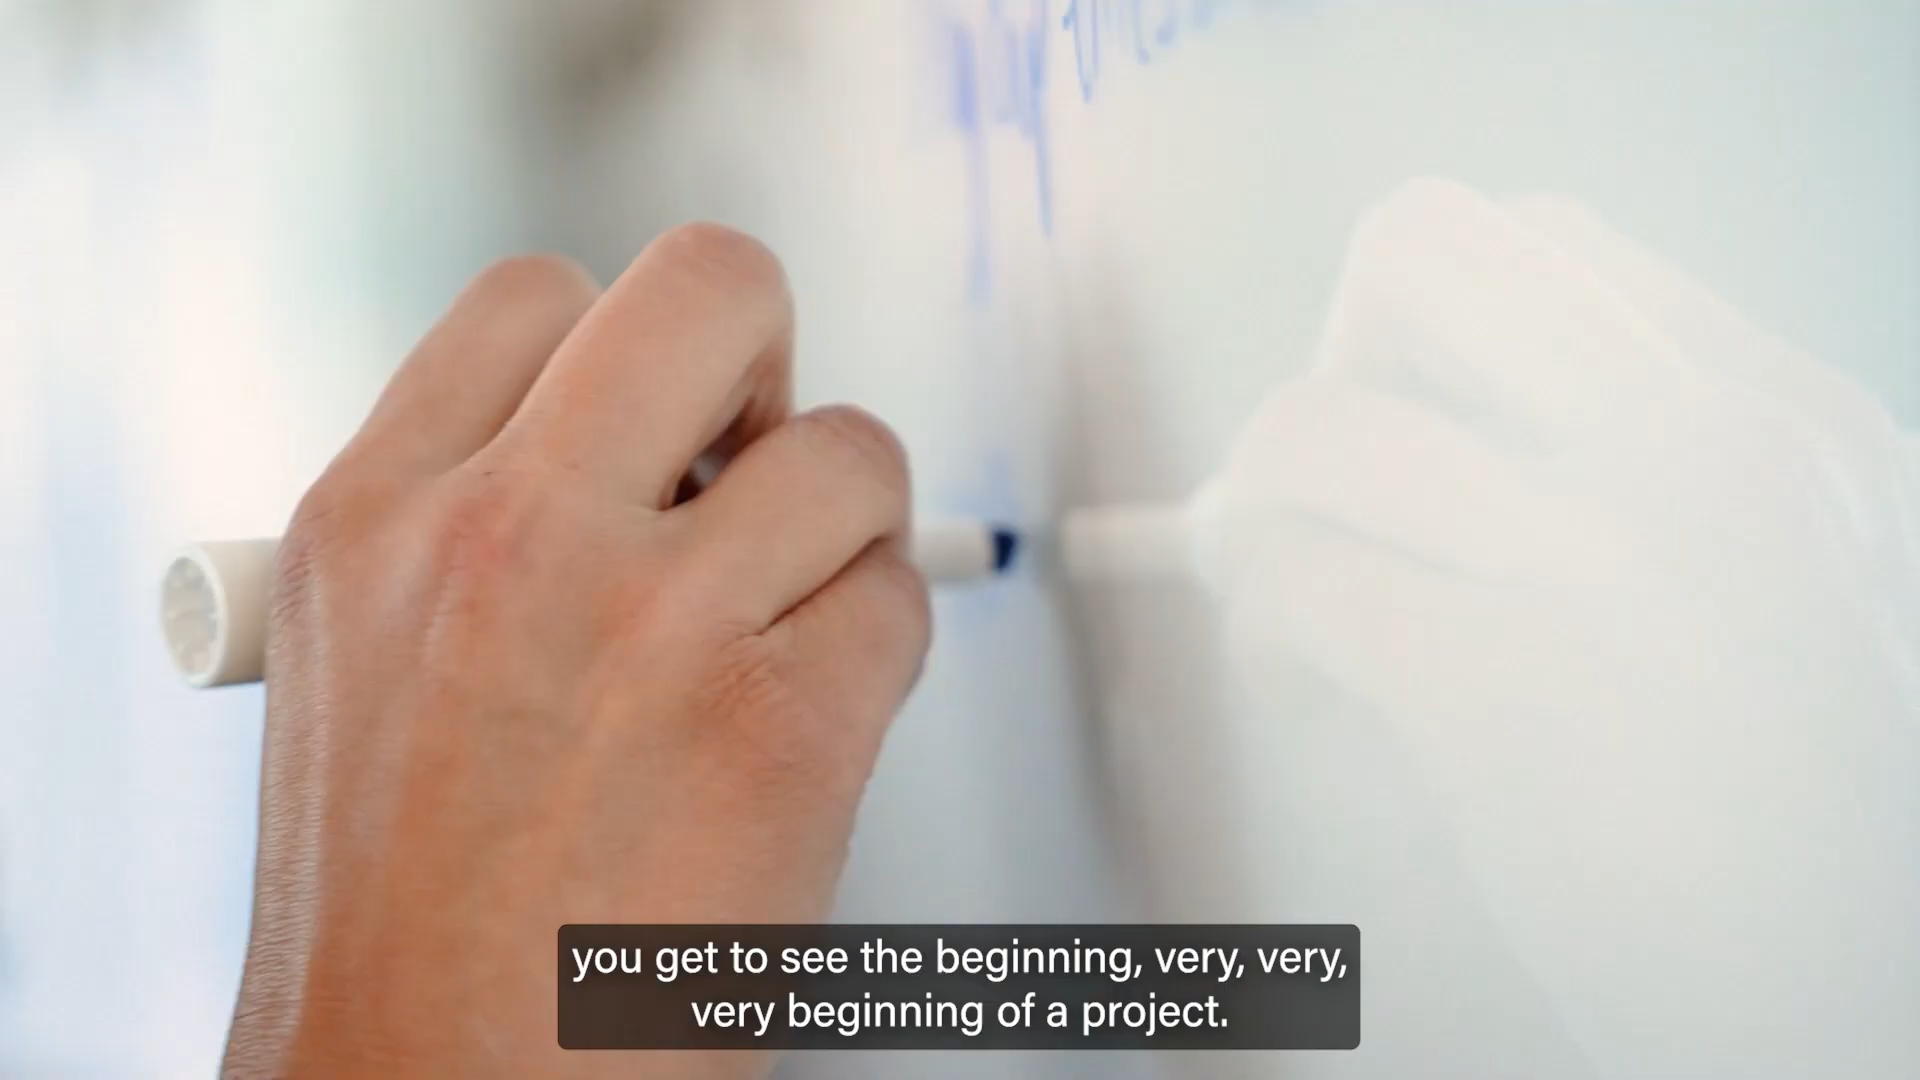 you get to see the beginning, very, very,
very beginning of a project.